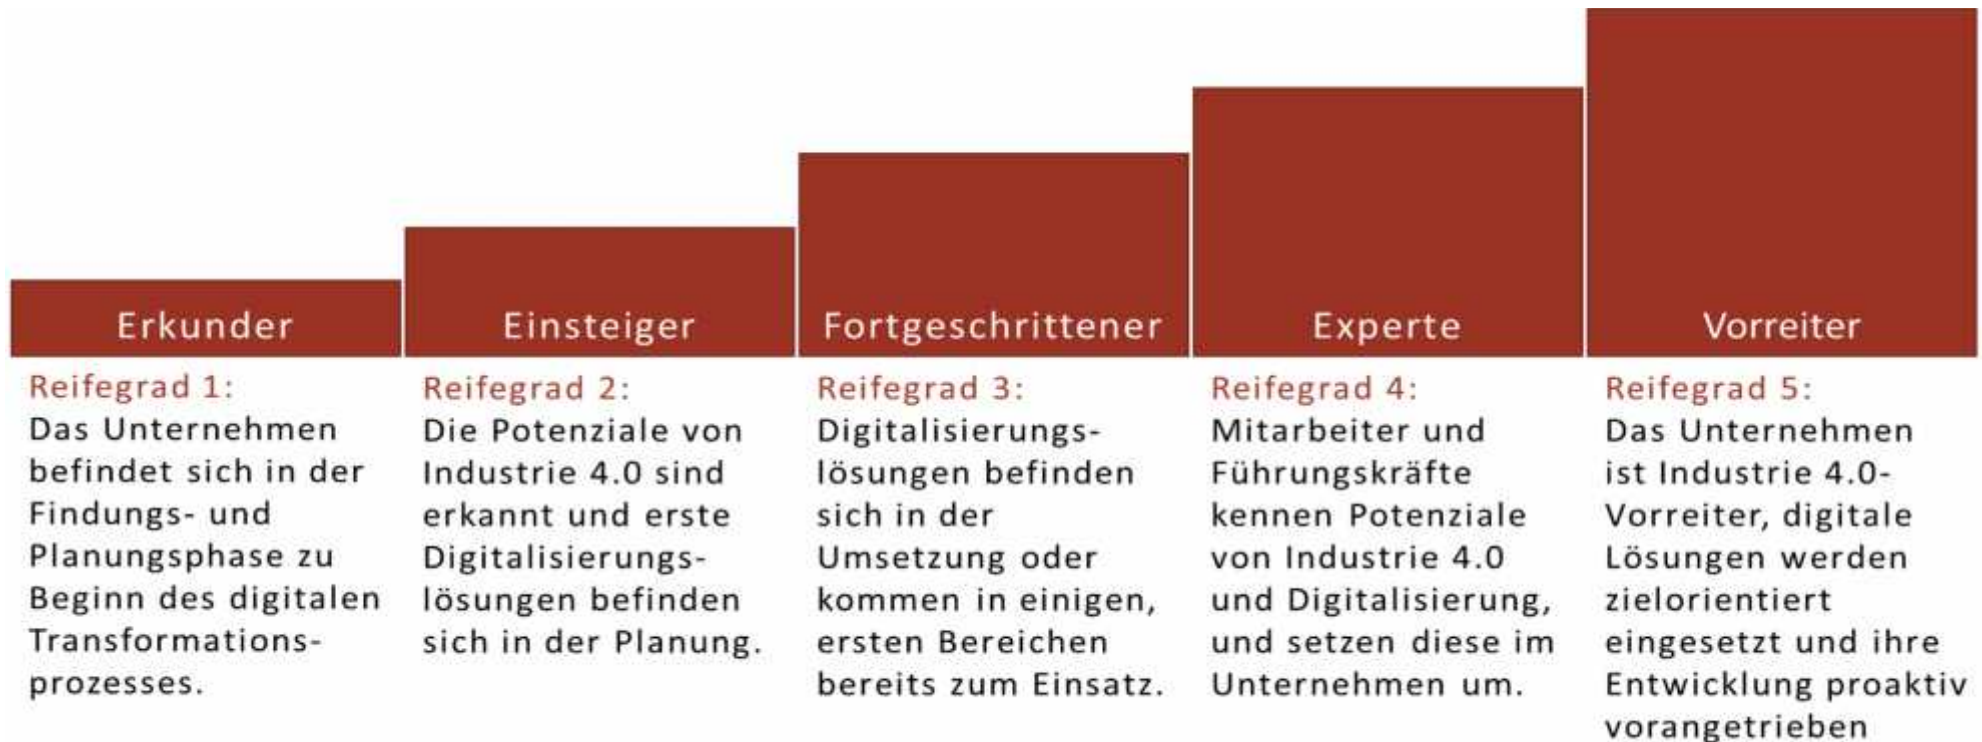 Erkunder
Reifegrad 1:
Das Unternehmen
befindet sich in der
Findungs- und
Planungsphase zu
Beginn des digitalen
Transformations-
prozesses.
Einsteiger
Reifegrad 2:
Die Potenziale von
Industrie 4.0 sind
erkannt und erste
Digitalisierungs-
lösungen befinden
sich in der Planung.
Fortgeschrittener
Reifegrad 3:
Digitalisierungs-
lösungen befinden
sich in der
Umsetzung oder
kommen in einigen,
ersten Bereichen
bereits zum Einsatz.
Experte
Reifegrad 4:
Mitarbeiter und
Führungskräfte
kennen Potenziale
von Industrie 4.0
und Digitalisierung,
und setzen diese im
Unternehmen um.
Vorreiter
Reifegrad 5:
Das Unternehmen
ist Industrie 4.0-
Vorreiter, digitale
Lösungen werden
zielorientiert
eingesetzt und ihre
Entwicklung proaktiv
vorangetrieben